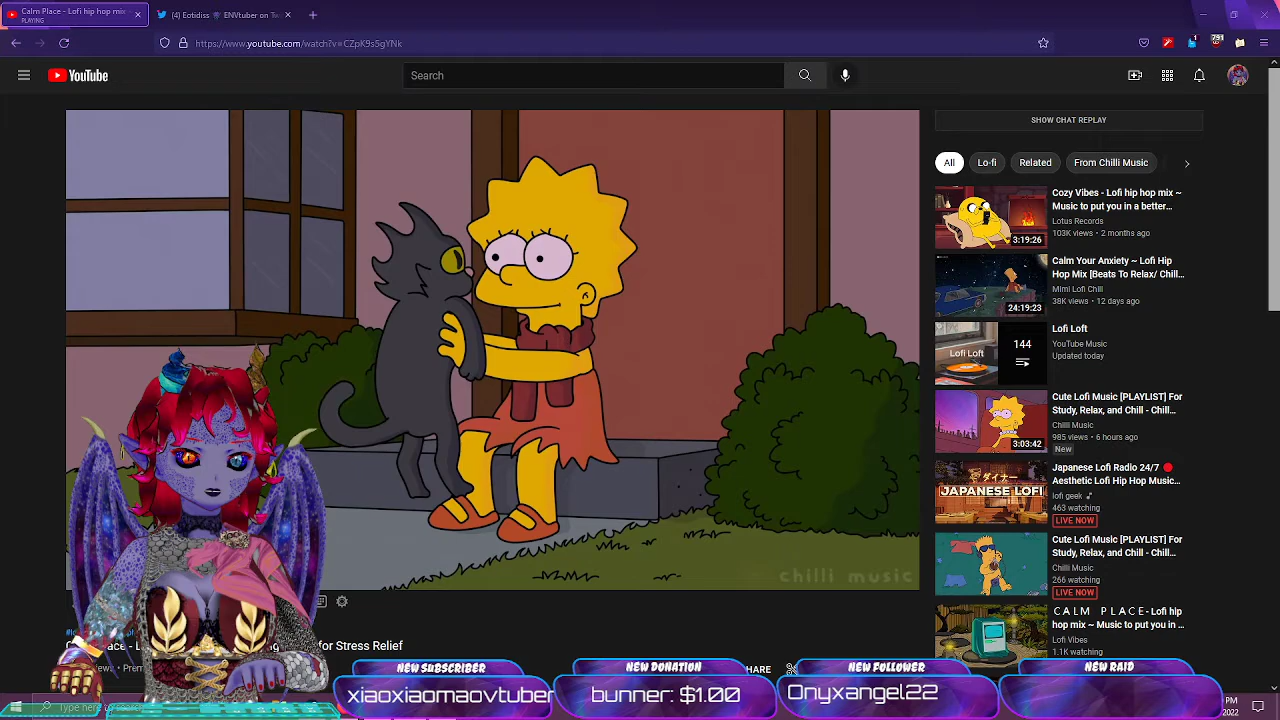 Calm Place - Lofi hip hop mix
PLAYING
(4) Eotidiss
ENVtuber on
https://www.youtube.com/watch?v=CZpK9s5gYNk
YouTube
Search
SHOW CHAT REPLAY
All
Lo-fi
Related
From Chilli Music
Cozy Vibes - Lofi hip hop mix ~
Music to put you in a better...
Lotus Records
103K views • 2 months ago
3:19:26
Calm Your Anxiety ~ Lofi Hip
Hop Mix [Beats To Relax/ Chill...
Mimi Lofi Chill
38K views • 12 days ago
24:19:23
Lofi Loft
YouTube Music
Updated today
Lofi Loft
144
Cute Lofi Music [PLAYLIST] For
Study, Relax, and Chill - Chill...
Chilli Music
985 views • 6 hours ago
New
3:03:42
Japanese Lofi Radio 24/7
Aesthetic Lofi Hip Hop Music...
lofi geek
463 watching
LIVE NOW
JAPANESE LOFI
Cute Lofi Music [PLAYLIST] For
Study, Relax, and Chill - Chill...
Chilli Music
266 watching
LIVE NOW
C A L M P L A C E - Lofi hip
hop mix ~ Music to put you in ...
Lofi Vibes
1.1K watching
chilli music
for Stress Relief
NEW SUBSCRIBER
xiaoxiaomaovtuber
NEW DONATION
bunner: $1.00
NEW FOLLOWER
Onyxangel22
NEW RAID
Type here to
PM
2022